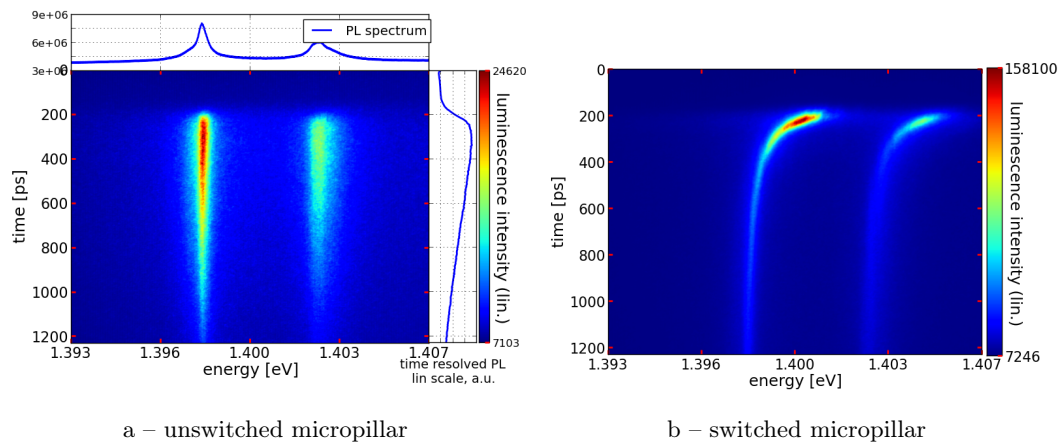 9e+06
6e+06
3e+06
PL spectrum
0
200
400
600
800
1000
1200
time [ps]
1.393
1.396
1.400
1.403
1.407
energy [eV]
time resolved PL
lin scale, a.u.
24620
7103
luminescence intensity (lin.)
a – unswitched micropillar
0
200
400
600
800
1000
1200
time [ps]
1.393
1.396
1.400
1.403
1.407
energy [eV]
158100
7246
luminescence intensity (lin.)
b – switched micropillar